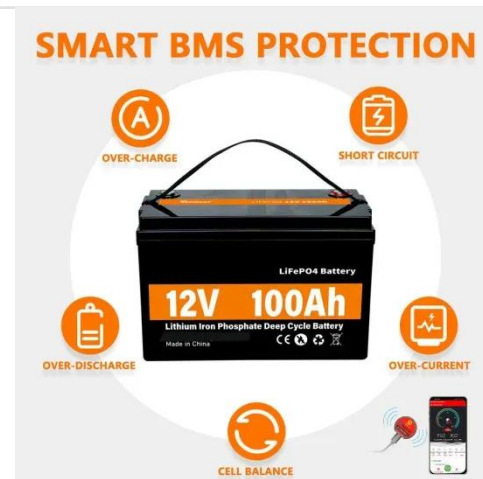 SMART BMS PROTECTION
OVER-CHARGE
SHORT CIRCUIT
LiFePO4 Battery
12V 100Ah
Lithium Iron Phosphate Deep Cycle Battery
Made in China
CE
OVER-DISCHARGE
OVER-CURRENT
CELL BALANCE